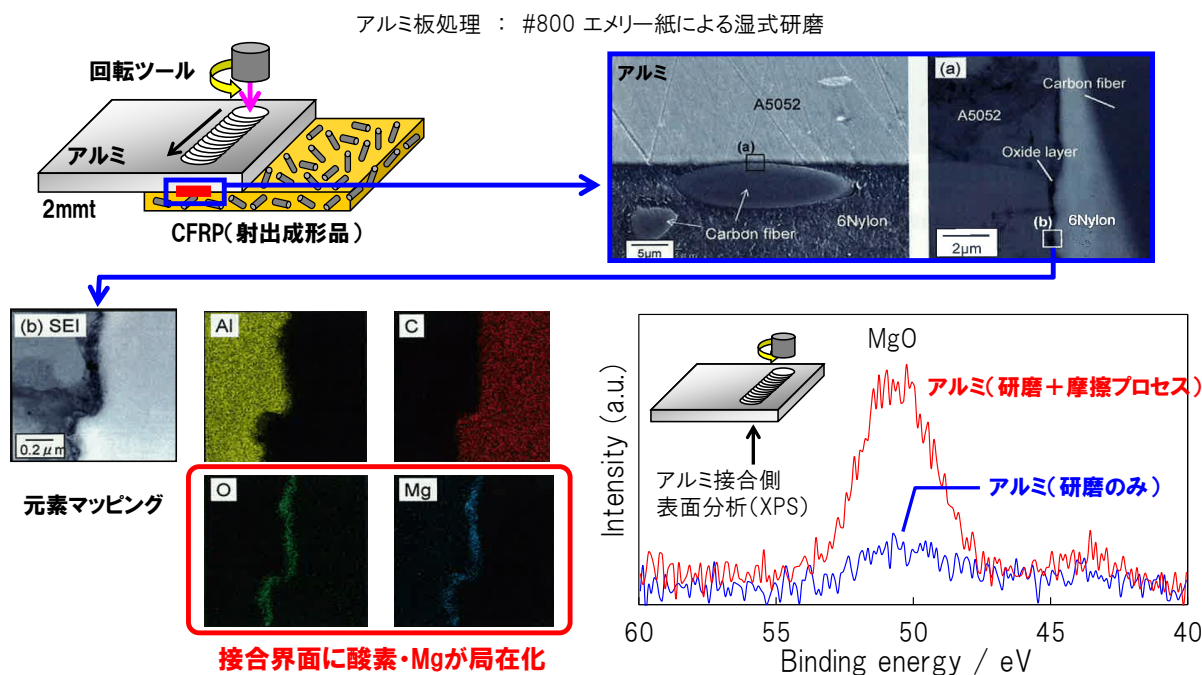 アルミ板処理 ： #800 エメリー紙による湿式研磨
回転ツール
アルミ
2mmt
CFRP(射出成形品)
アルミ
A5052
(a)
Carbon fiber
6Nylon
5μm
(a)
Carbon fiber
A5052
Oxide layer
(b)
6Nylon
2μm
(b) SEI
0.2μm
Al
C
O
Mg
元素マッピング
接合界面に酸素・Mgが局在化
MgO
アルミ(研磨＋摩擦プロセス)
アルミ(研磨のみ)
アルミ接合側
表面分析(XPS)
Intensity (a.u.)
60 55 50 45 40
Binding energy / eV